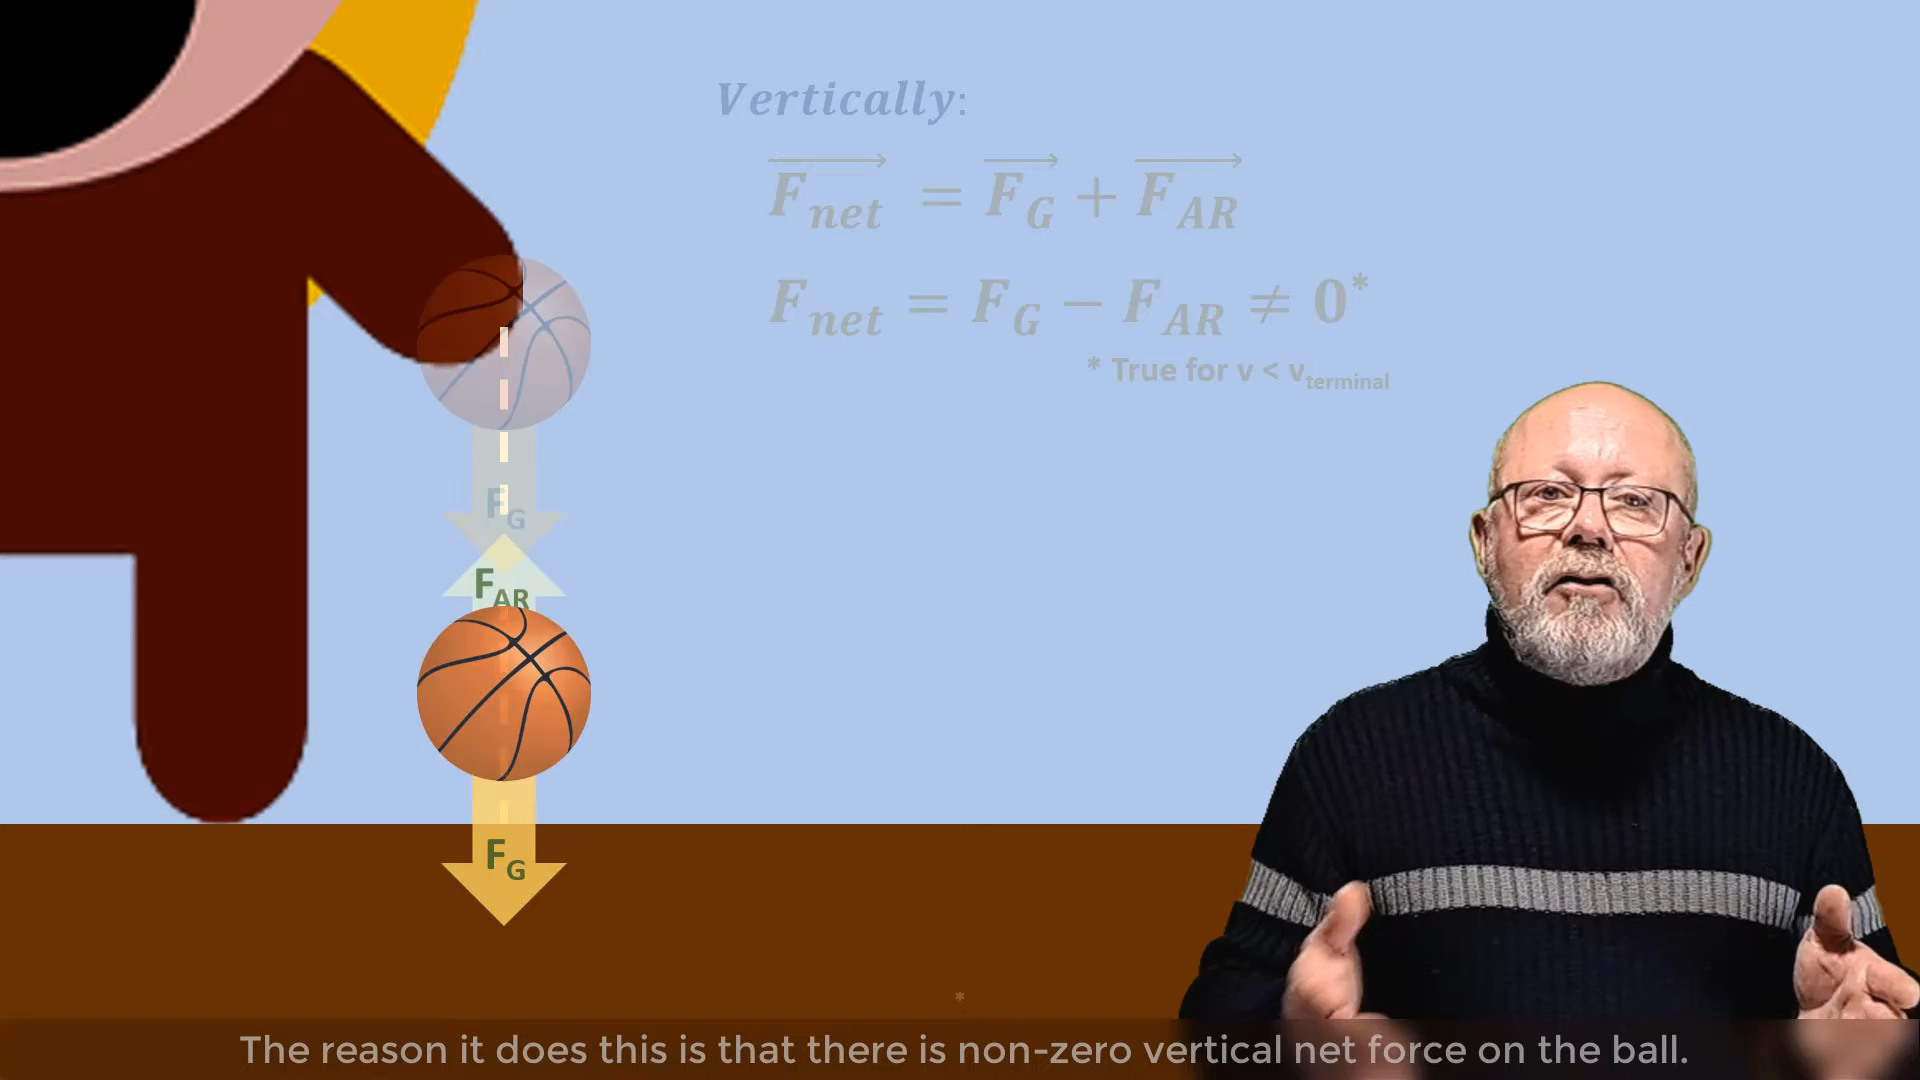 Vertically:
F_net = F_G + F_AR
F_net = F_G − F_AR ≠ 0*
* True for v < v_terminal
F_G
F_AR
F_G
*
The reason it does this is that there is non-zero vertical net force on the ball.